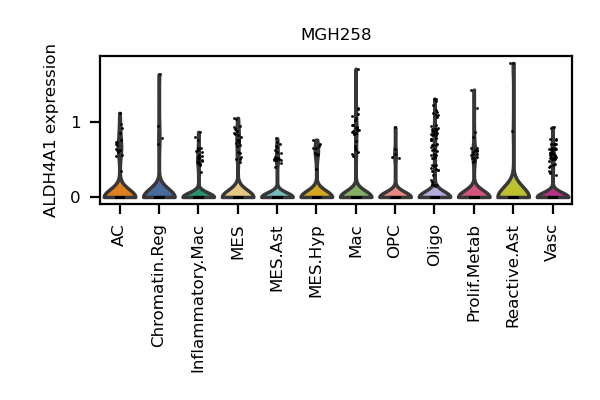 MGH258
ALDH4A1 expression
1
0
AC
Chromatin.Reg
Inflammatory.Mac
MES
MES.Ast
MES.Hyp
Mac
OPC
Oligo
Prolif.Metab
Reactive.Ast
Vasc